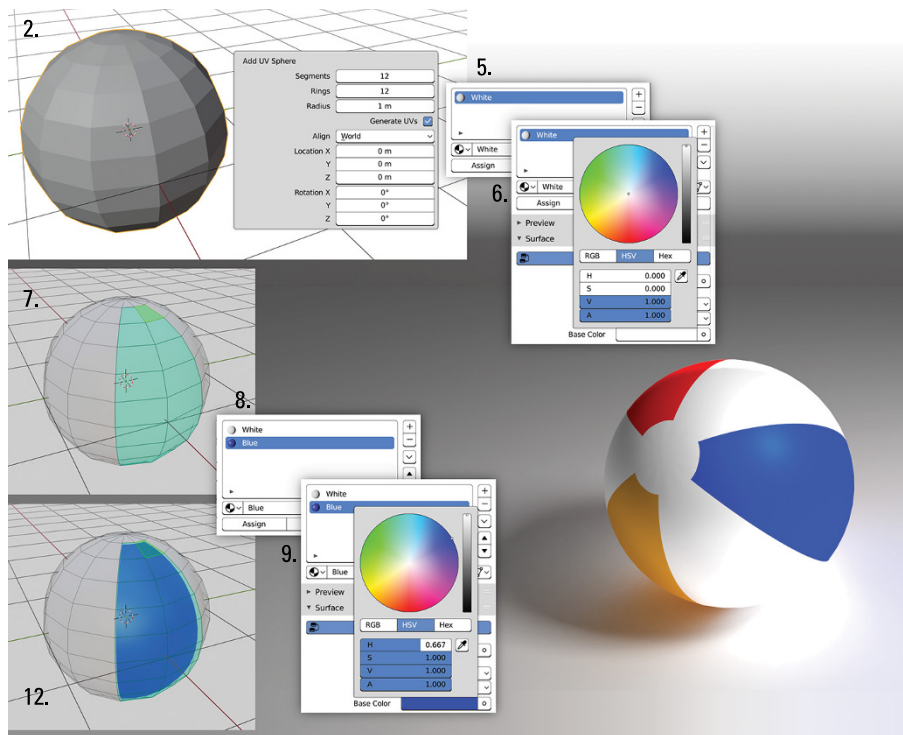 2.
Add UV Sphere
Segments 12
Rings 12
Radius 1 m
Generate UVs
Align World
Location X 0 m
Y 0 m
Z 0 m
Rotation X 0°
Y 0°
Z 0°
5.
White
White
Assign
6.
White
White
Assign
Preview
Surface
RGB HSV Hex
H 0.000
S 0.000
V 1.000
A 1.000
Base Color
7.
8.
White
Blue
Blue
Assign
9.
White
Blue
Blue
Preview
Surface
RGB HSV Hex
H 0.667
S 1.000
V 1.000
A 1.000
Base Color
12.